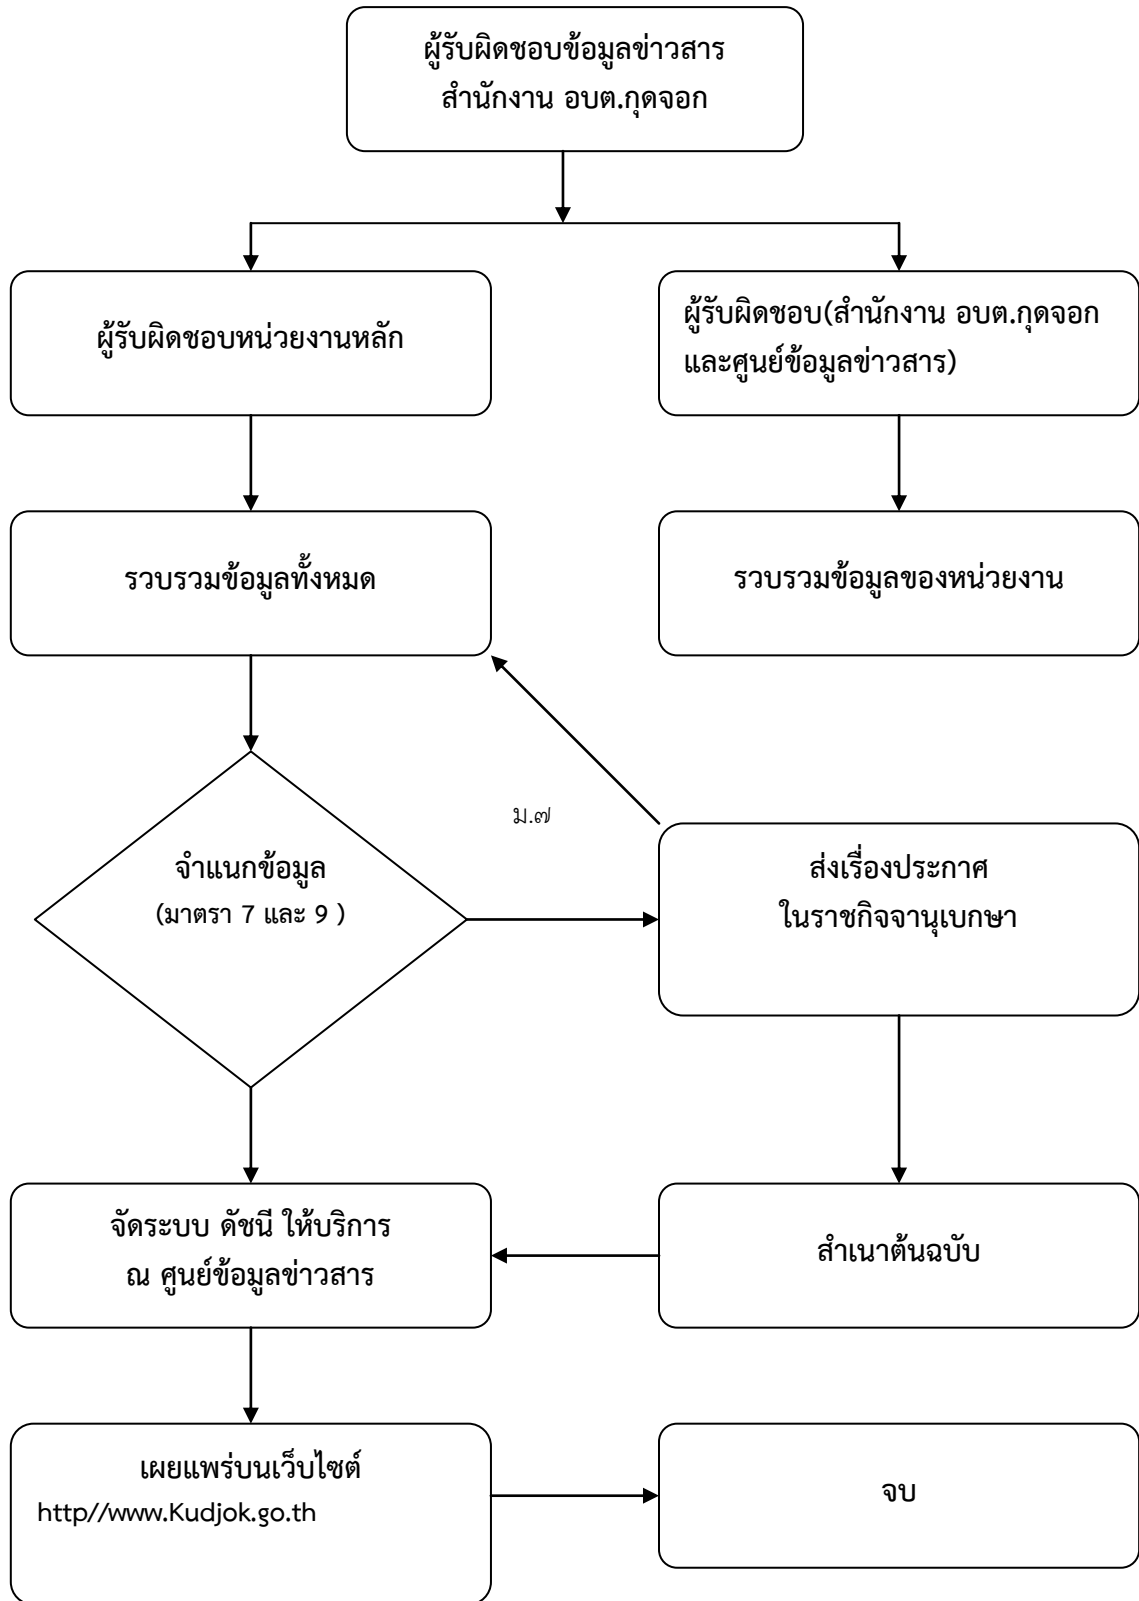 ผู้รับผิดชอบข้อมูลข่าวสาร
สำนักงาน อบต.กุดจอก
ผู้รับผิดชอบหน่วยงานหลัก
ผู้รับผิดชอบ(สำนักงาน อบต.กุดจอก
และศูนย์ข้อมูลข่าวสาร)
รวบรวมข้อมูลทั้งหมด
รวบรวมข้อมูลของหน่วยงาน
ม.๗
จำแนกข้อมูล
(มาตรา 7 และ 9 )
ส่งเรื่องประกาศ
ในราชกิจจานุเบกษา
จัดระบบ ดัชนี ให้บริการ
ณ ศูนย์ข้อมูลข่าวสาร
สำเนาต้นฉบับ
เผยแพร่บนเว็บไซต์
http//www.Kudjok.go.th
จบ